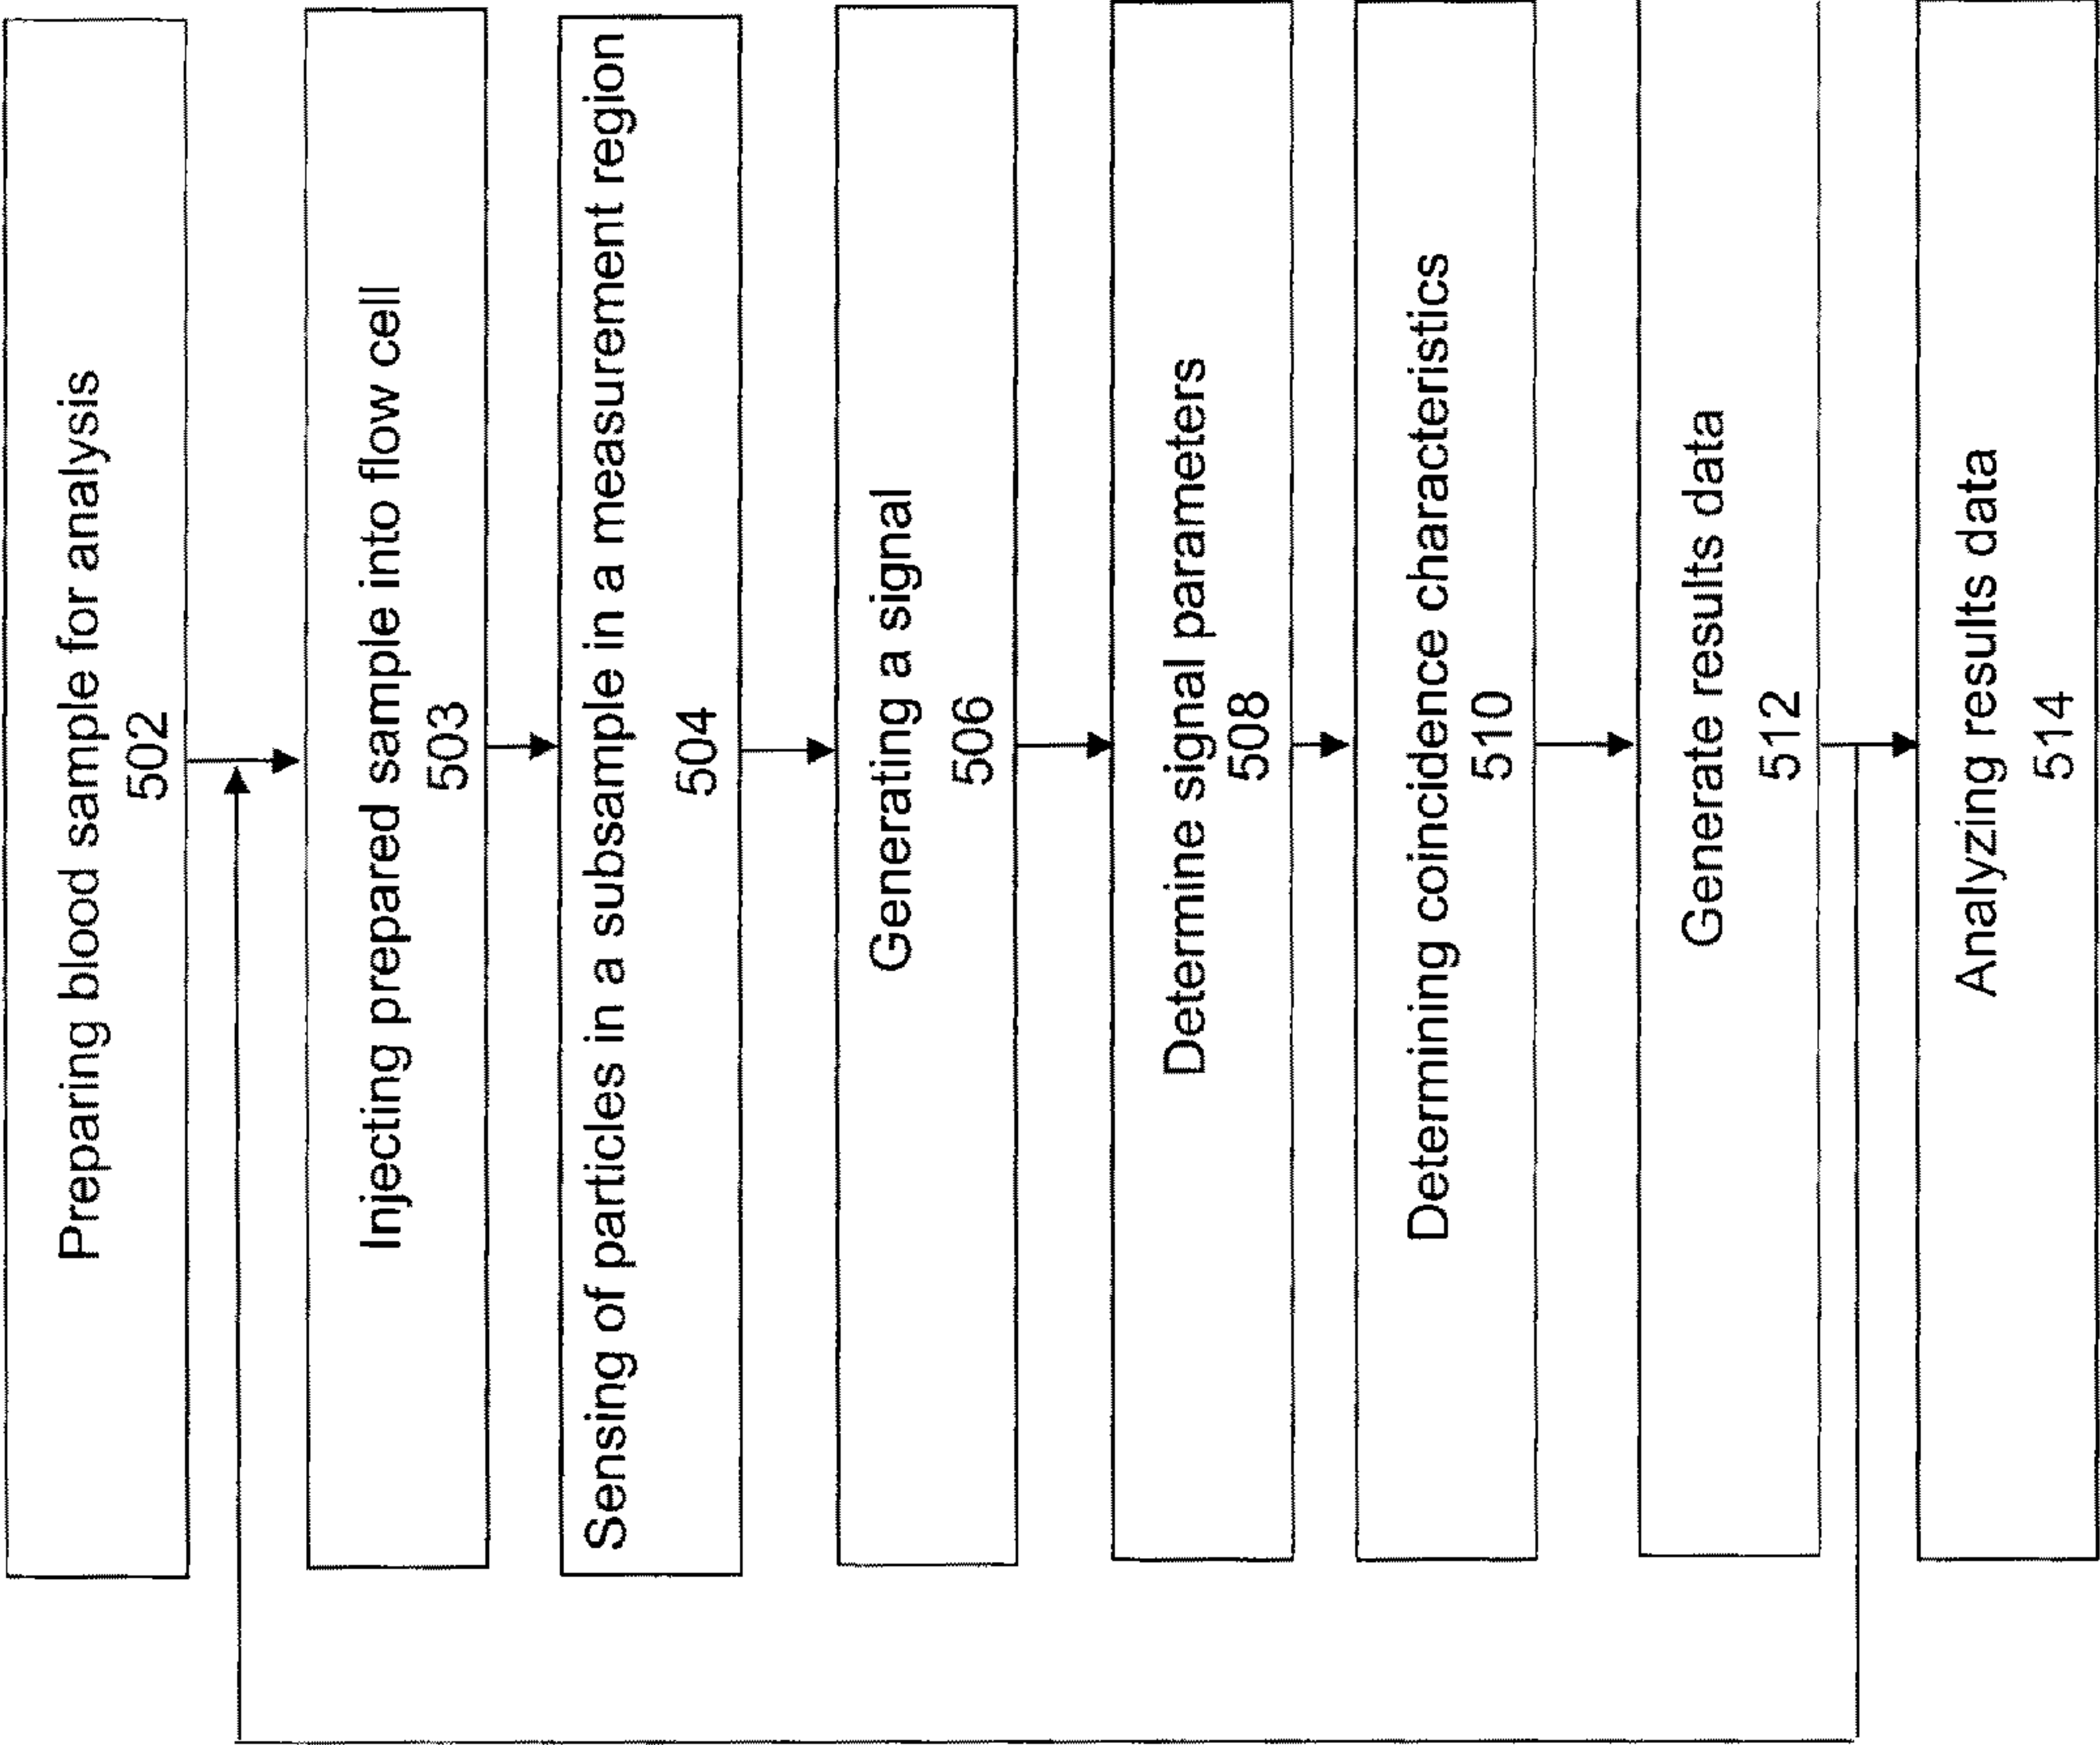 Preparing blood sample for analysis
502
Injecting prepared sample into flow cell
503
Sensing of particles in a subsample in a measurement region
504
Generating a signal
506
Determine signal parameters
508
Determining coincidence characteristics
510
Generate results data
512
Analyzing results data
514